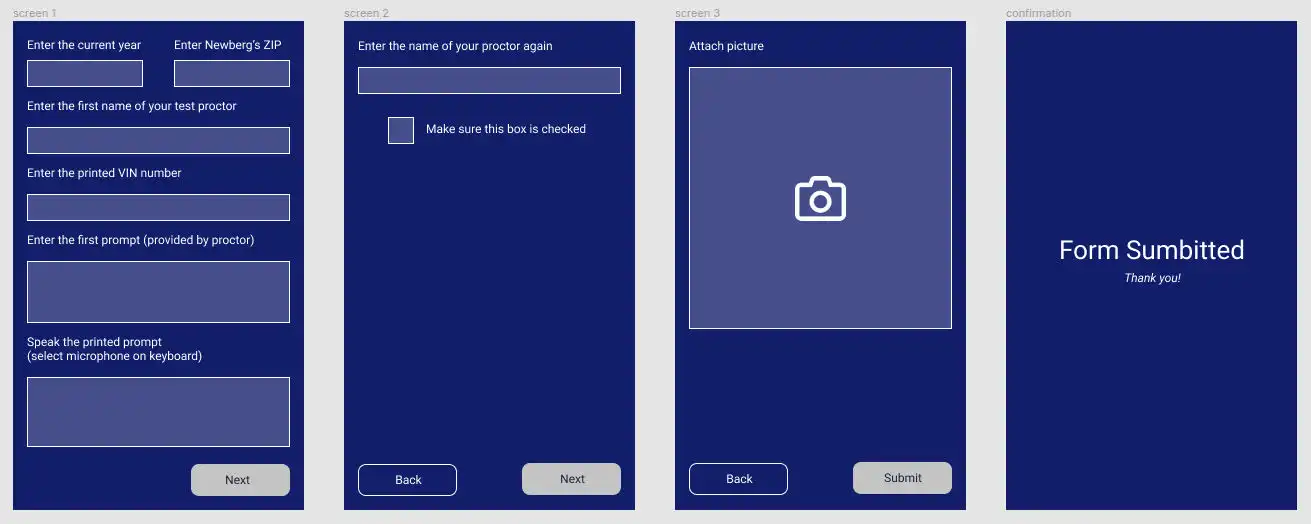 screen 1
Enter the current year
Enter Newberg's ZIP
Enter the first name of your test proctor
Enter the printed VIN number
Enter the first prompt (provided by proctor)
Speak the printed prompt
(select microphone on keyboard)
Next
screen 2
Enter the name of your proctor again
Make sure this box is checked
Back
Next
screen 3
Attach picture
Back
Submit
confirmation
Form Sumbitted
Thank you!